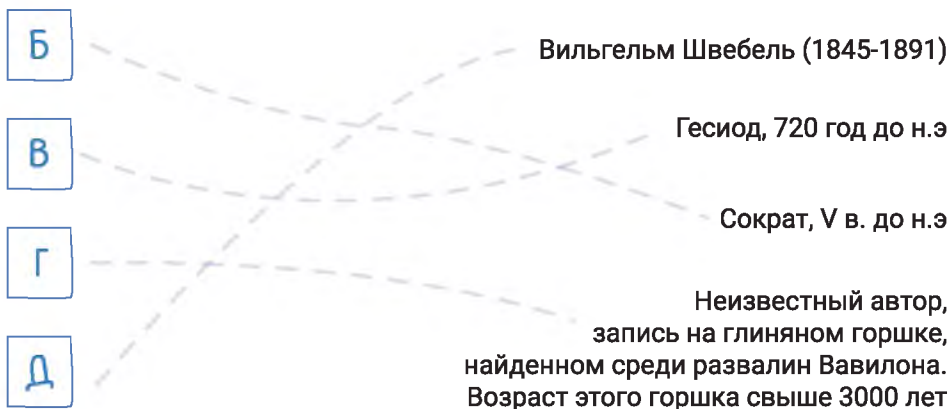 Б
Вильгельм Швебель (1845-1891)
Гесиод, 720 год до н.э
В
Сократ, V в. до н.э
Г
Неизвестный автор,
запись на глиняном горшке,
найденном среди развалин Вавилона.
Возраст этого горшка свыше 3000 лет
Д